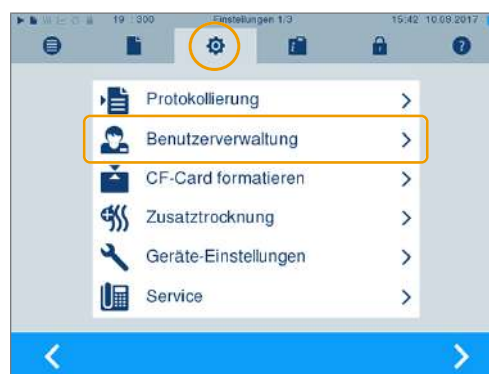 19 : 300 Einstellungen 1/3 15:42 10.08.2017
Protokollierung
Benutzerverwaltung
CF-Card formatieren
Zusatztrocknung
Geräte-Einstellungen
Service